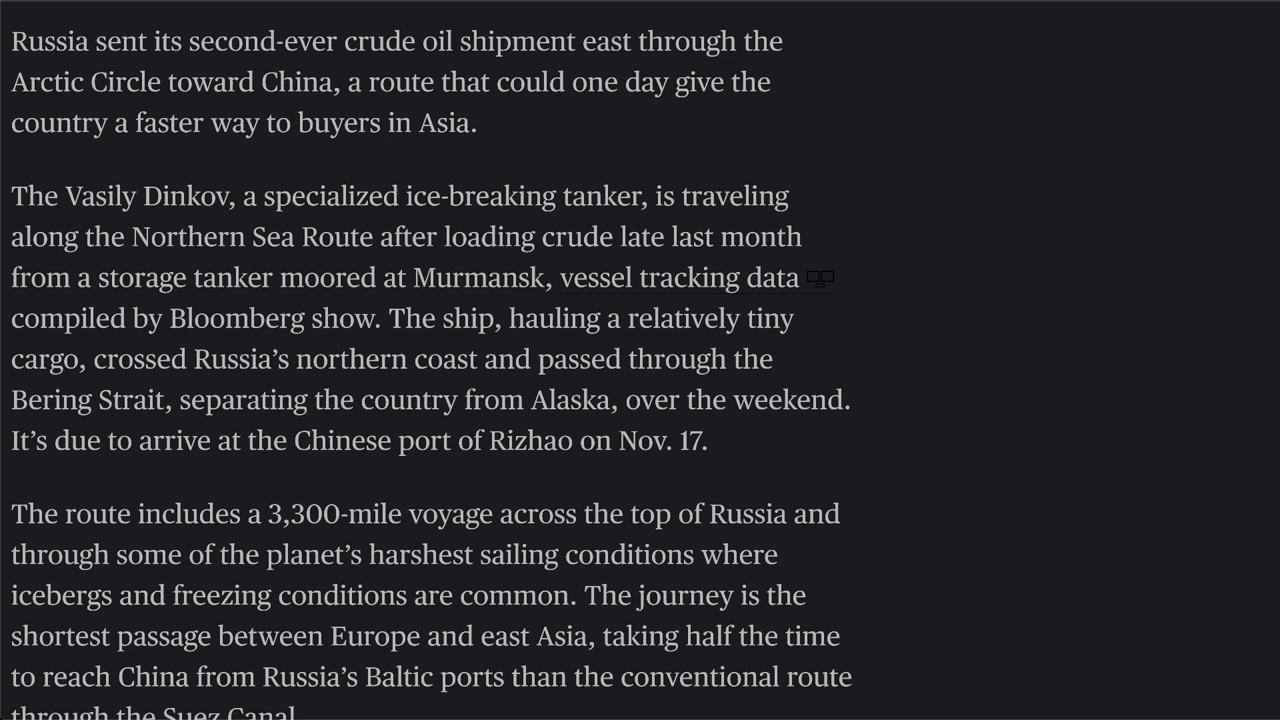 Russia sent its second-ever crude oil shipment east through the
Arctic Circle toward China, a route that could one day give the
country a faster way to buyers in Asia.
The Vasily Dinkov, a specialized ice-breaking tanker, is traveling
along the Northern Sea Route after loading crude late last month
from a storage tanker moored at Murmansk, vessel tracking data
compiled by Bloomberg show. The ship, hauling a relatively tiny
cargo, crossed Russia’s northern coast and passed through the
Bering Strait, separating the country from Alaska, over the weekend.
It’s due to arrive at the Chinese port of Rizhao on Nov. 17.
The route includes a 3,300-mile voyage across the top of Russia and
through some of the planet’s harshest sailing conditions where
icebergs and freezing conditions are common. The journey is the
shortest passage between Europe and east Asia, taking half the time
to reach China from Russia’s Baltic ports than the conventional route
through the Suez Canal